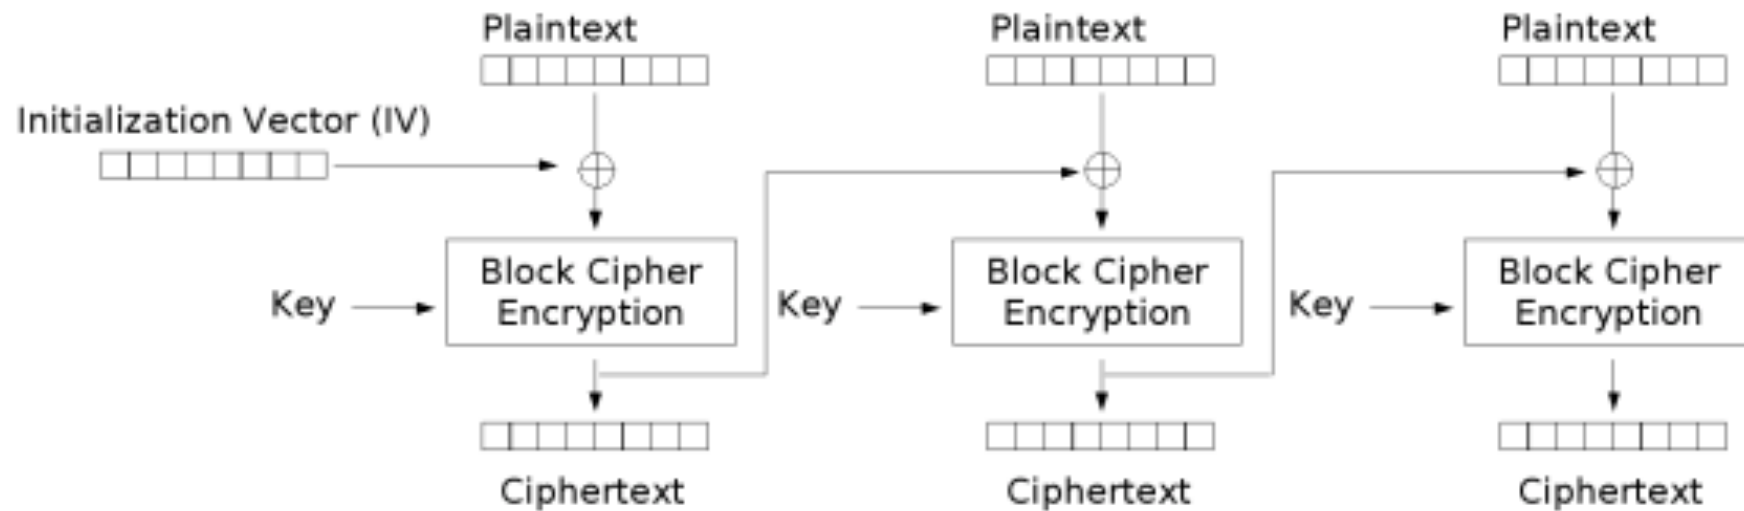 Plaintext
Plaintext
Plaintext
Initialization Vector (IV)
Key
Block Cipher
Encryption
Key
Block Cipher
Encryption
Key
Block Cipher
Encryption
Ciphertext
Ciphertext
Ciphertext